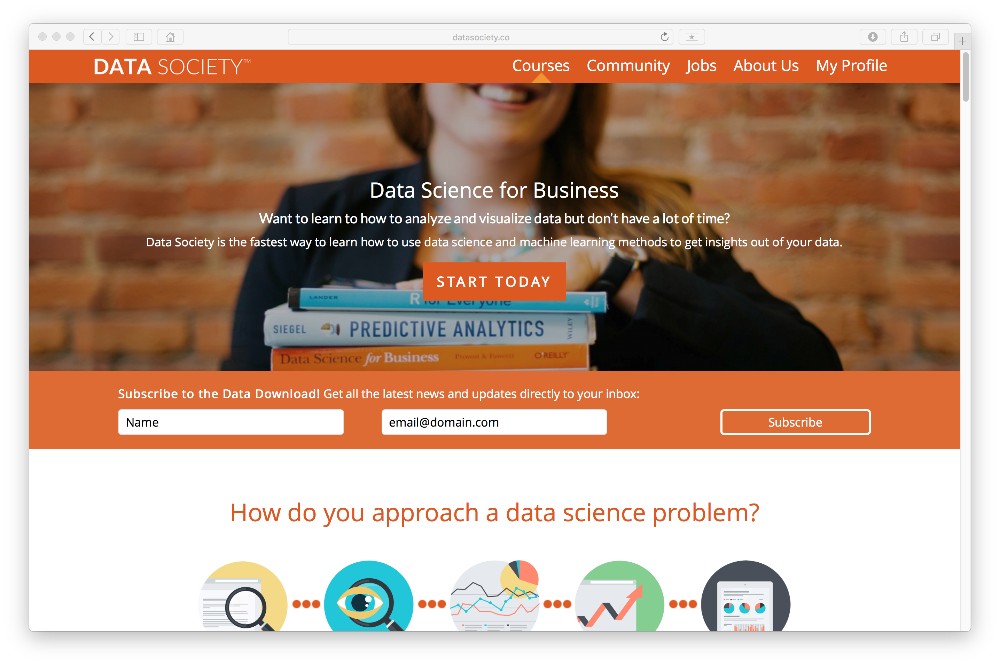 datasociety.co
DATA SOCIETY™
Courses Community Jobs About Us My Profile
Data Science for Business
Want to learn to how to analyze and visualize data but don’t have a lot of time?
Data Society is the fastest way to learn how to use data science and machine learning methods to get insights out of your data.
START TODAY
LANDER R for Everyone
SIEGEL PREDICTIVE ANALYTICS WILEY
Data Science for Business Provost & Fawcett O'REILLY
Subscribe to the Data Download! Get all the latest news and updates directly to your inbox:
Name
email@domain.com
Subscribe
How do you approach a data science problem?